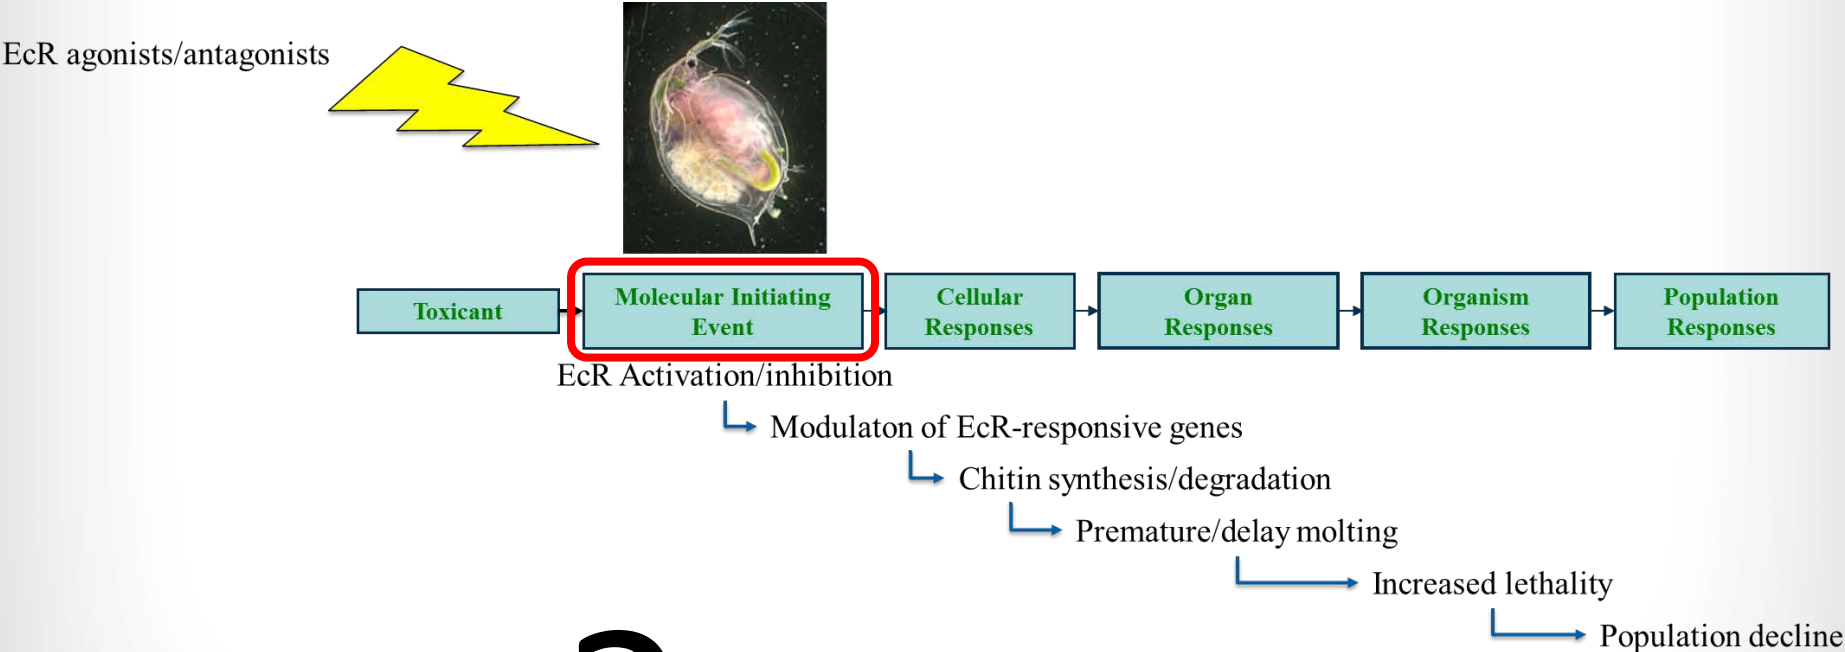 EcR agonists/antagonists
Toxicant
Molecular Initiating
Event
Cellular
Responses
Organ
Responses
Organism
Responses
Population
Responses
EcR Activation/inhibition
Modulaton of EcR-responsive genes
Chitin synthesis/degradation
Premature/delay molting
Increased lethality
Population decline